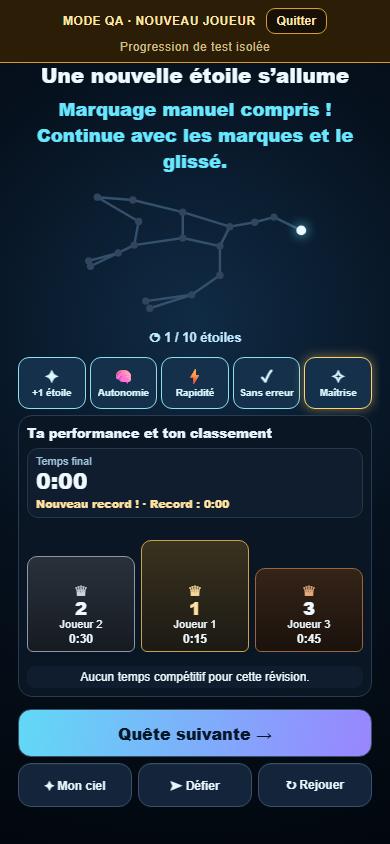 MODE QA · NOUVEAU JOUEUR Quitter
Progression de test isolée
Une nouvelle étoile s’allume
Marquage manuel compris !
Continue avec les marques et le
glissé.
1 / 10 étoiles
+1 étoile Autonomie Rapidité Sans erreur Maîtrise
Ta performance et ton classement
Temps final
0:00
Nouveau record ! · Record : 0:00
2 1 3
Joueur 2 Joueur 1 Joueur 3
0:30 0:15 0:45
Aucun temps compétitif pour cette révision.
Quête suivante →
✦ Mon ciel ➤ Défier ↻ Rejouer